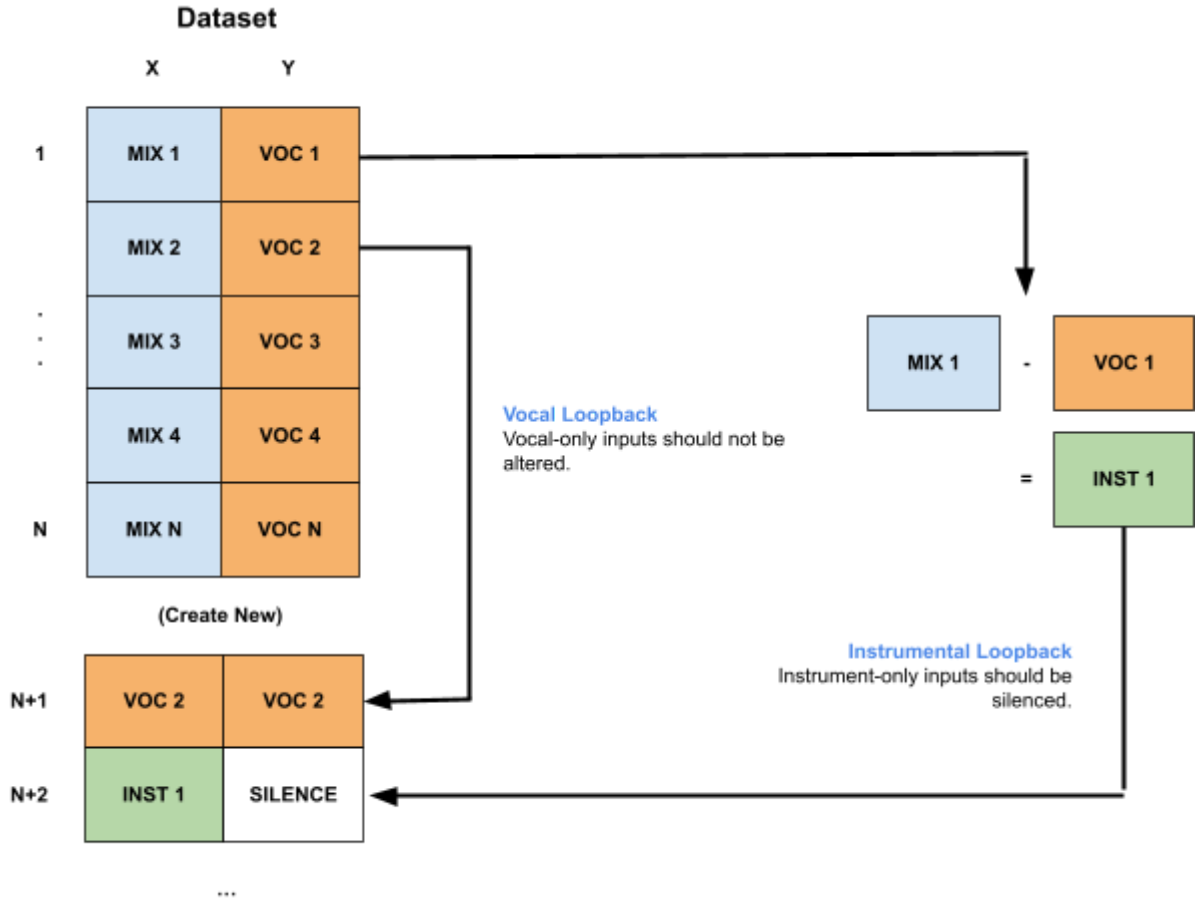 Dataset
X Y
1 MIX 1 VOC 1
MIX 2 VOC 2
.
.
.
MIX 3 VOC 3
MIX 1 - VOC 1
MIX 4 VOC 4
Vocal Loopback
Vocal-only inputs should not be
altered.
= INST 1
N MIX N VOC N
(Create New)
Instrumental Loopback
Instrument-only inputs should be
silenced.
N+1 VOC 2 VOC 2
N+2 INST 1 SILENCE
...